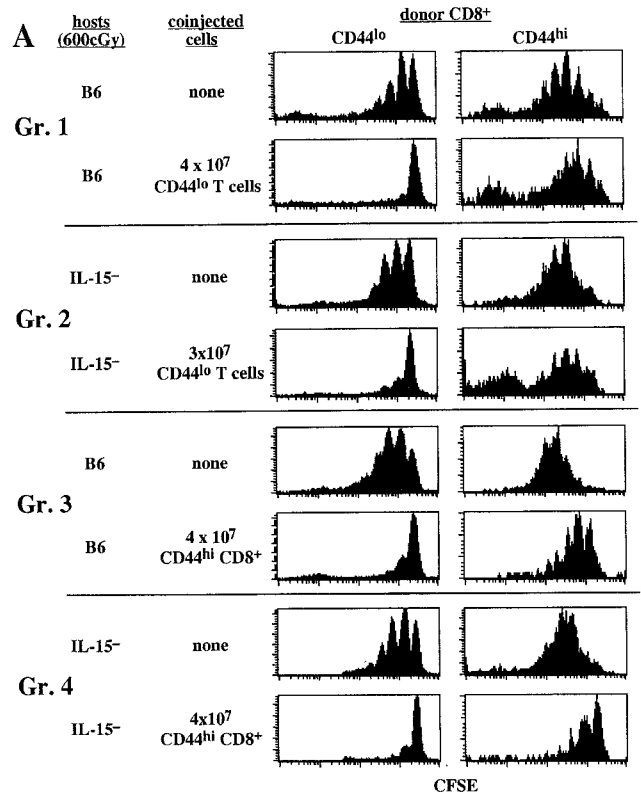 A
hosts
(600cGy)
coinjected
cells
donor CD8+
CD44lo
CD44hi
Gr. 1
B6
none
B6
4 x 10⁷
CD44lo T cells
Gr. 2
IL-15⁻
none
IL-15⁻
3x10⁷
CD44lo T cells
Gr. 3
B6
none
B6
4 x 10⁷
CD44hi CD8+
Gr. 4
IL-15⁻
none
IL-15⁻
4x10⁷
CD44hi CD8+
CFSE